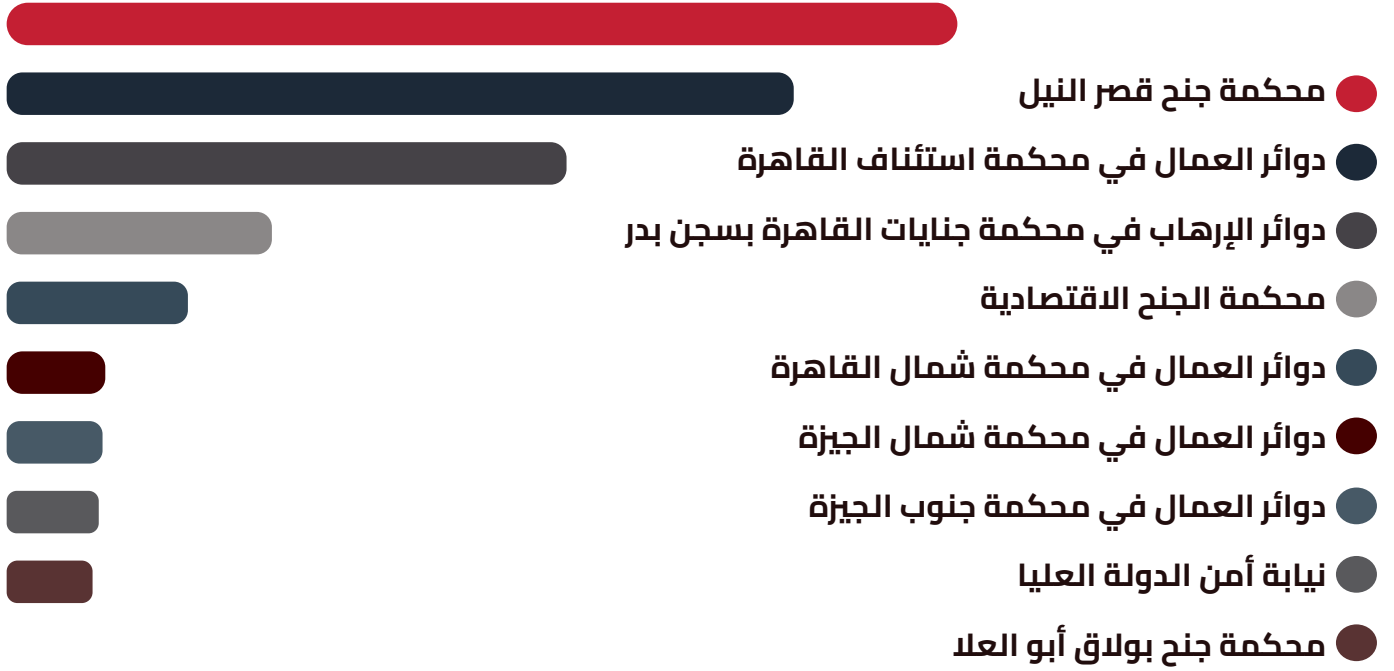 محكمة جنح قصر النيل
دوائر العمال في محكمة استئناف القاهرة
دوائر الإرهاب في محكمة جنايات القاهرة بسجن بدر
محكمة الجنح الاقتصادية
دوائر العمال في محكمة شمال القاهرة
دوائر العمال في محكمة شمال الجيزة
دوائر العمال في محكمة جنوب الجيزة
نيابة أمن الدولة العليا
محكمة جنح بولاق أبو العلا